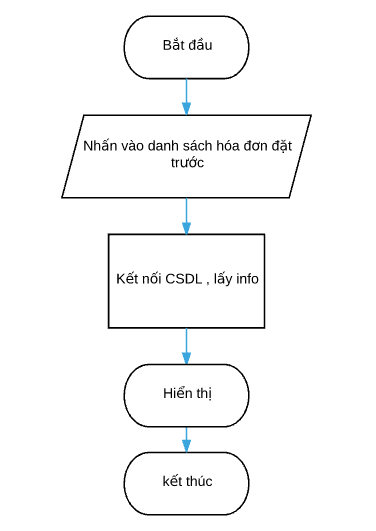 Bắt đầu
Nhấn vào danh sách hóa đơn đặt
trước
Kết nối CSDL , lấy info
Hiển thị
kết thúc